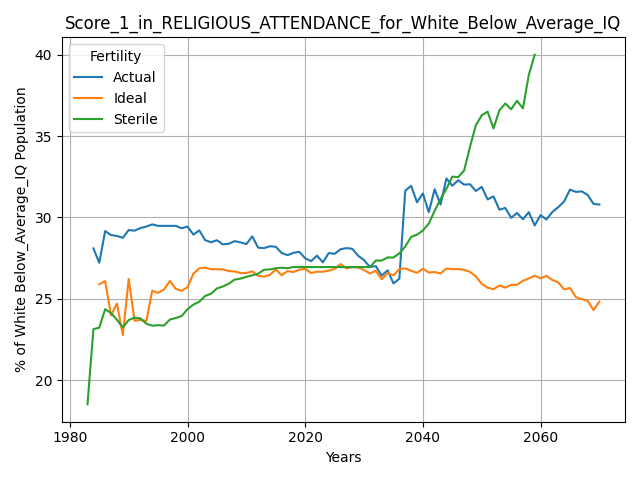 Score_1_in_RELIGIOUS_ATTENDANCE_for_White_Below_Average_IQ
Fertility
Actual
Ideal
Sterile
% of White Below_Average_IQ Population
40
35
30
25
20
1980
2000
2020
2040
2060
Years